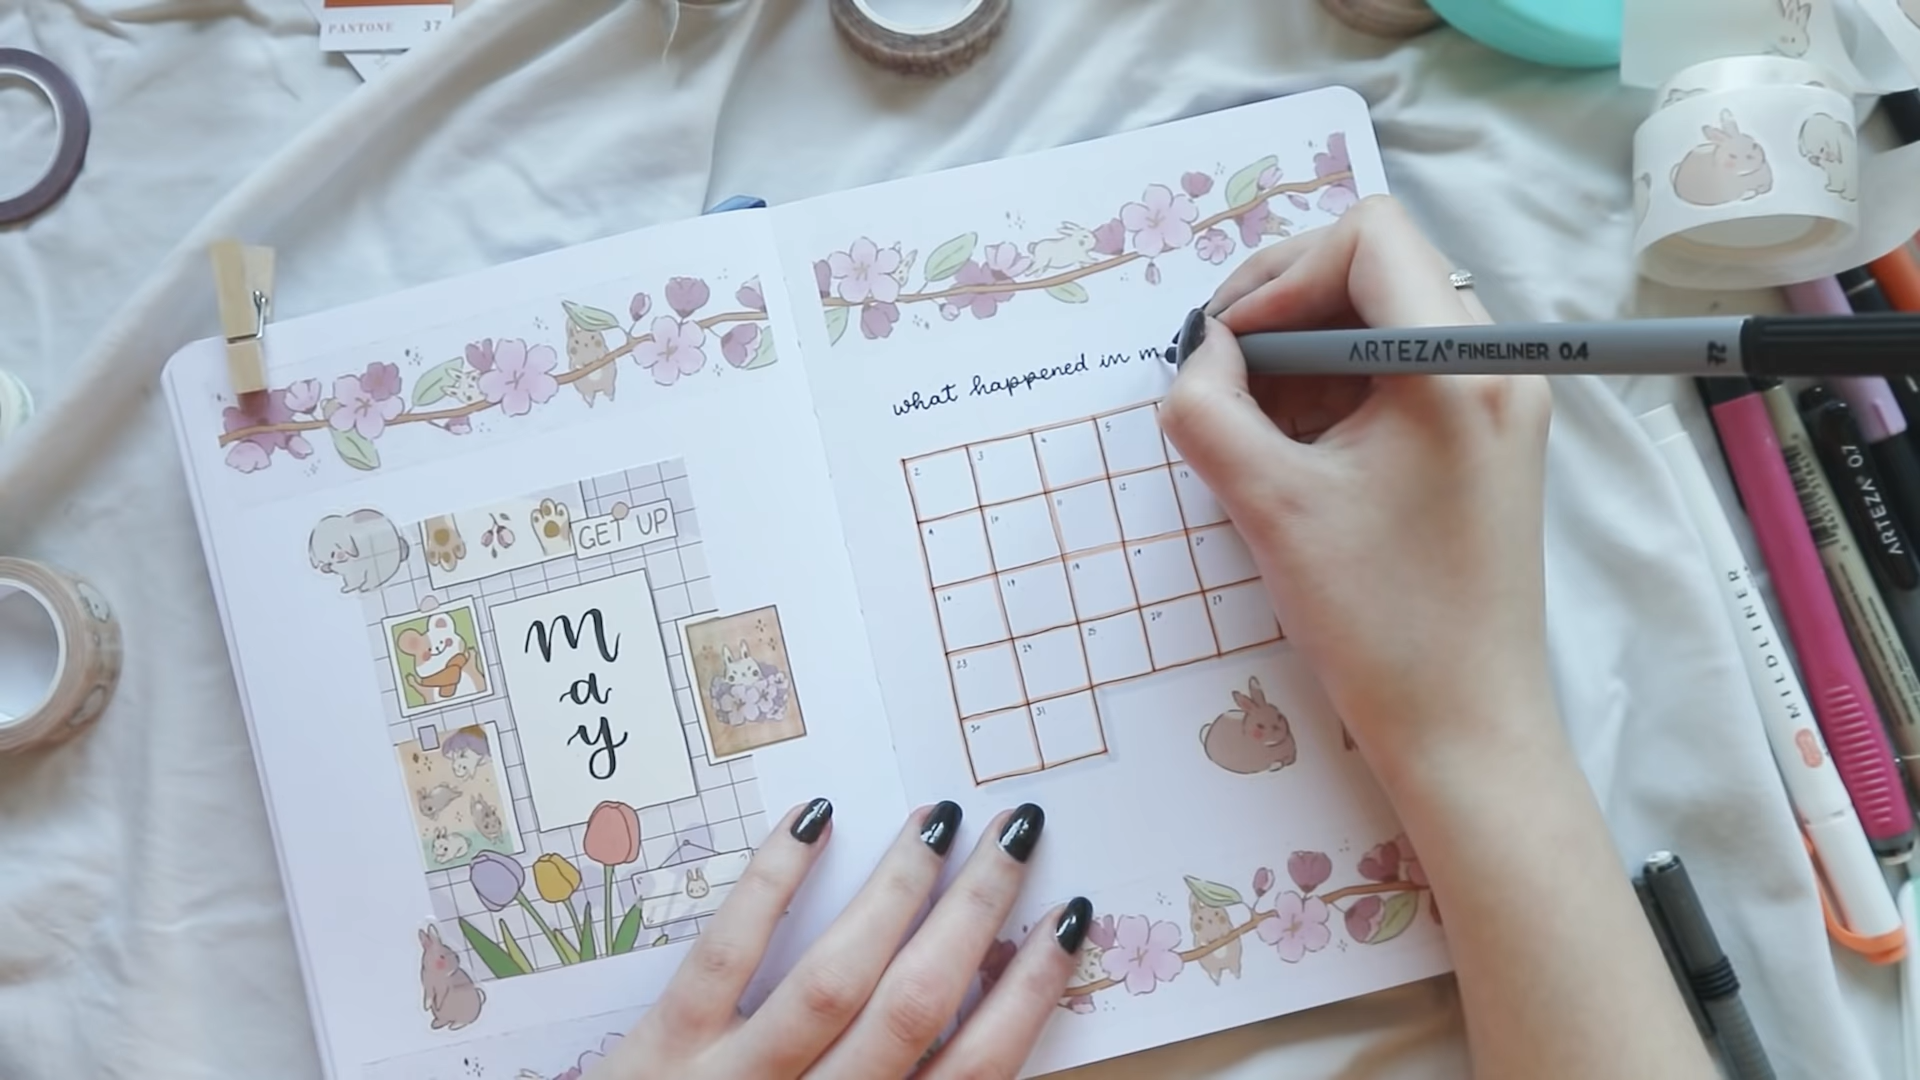 PANTONE 37
GET UP
m
a
y
what happened in m
2 3 4 5
9 10 11 12 13
16 17 18 19 20
23 24 25 26 27
30 31
ARTEZA® FINELINER 0.4
ARTEZA® 0.7
MILDLINER